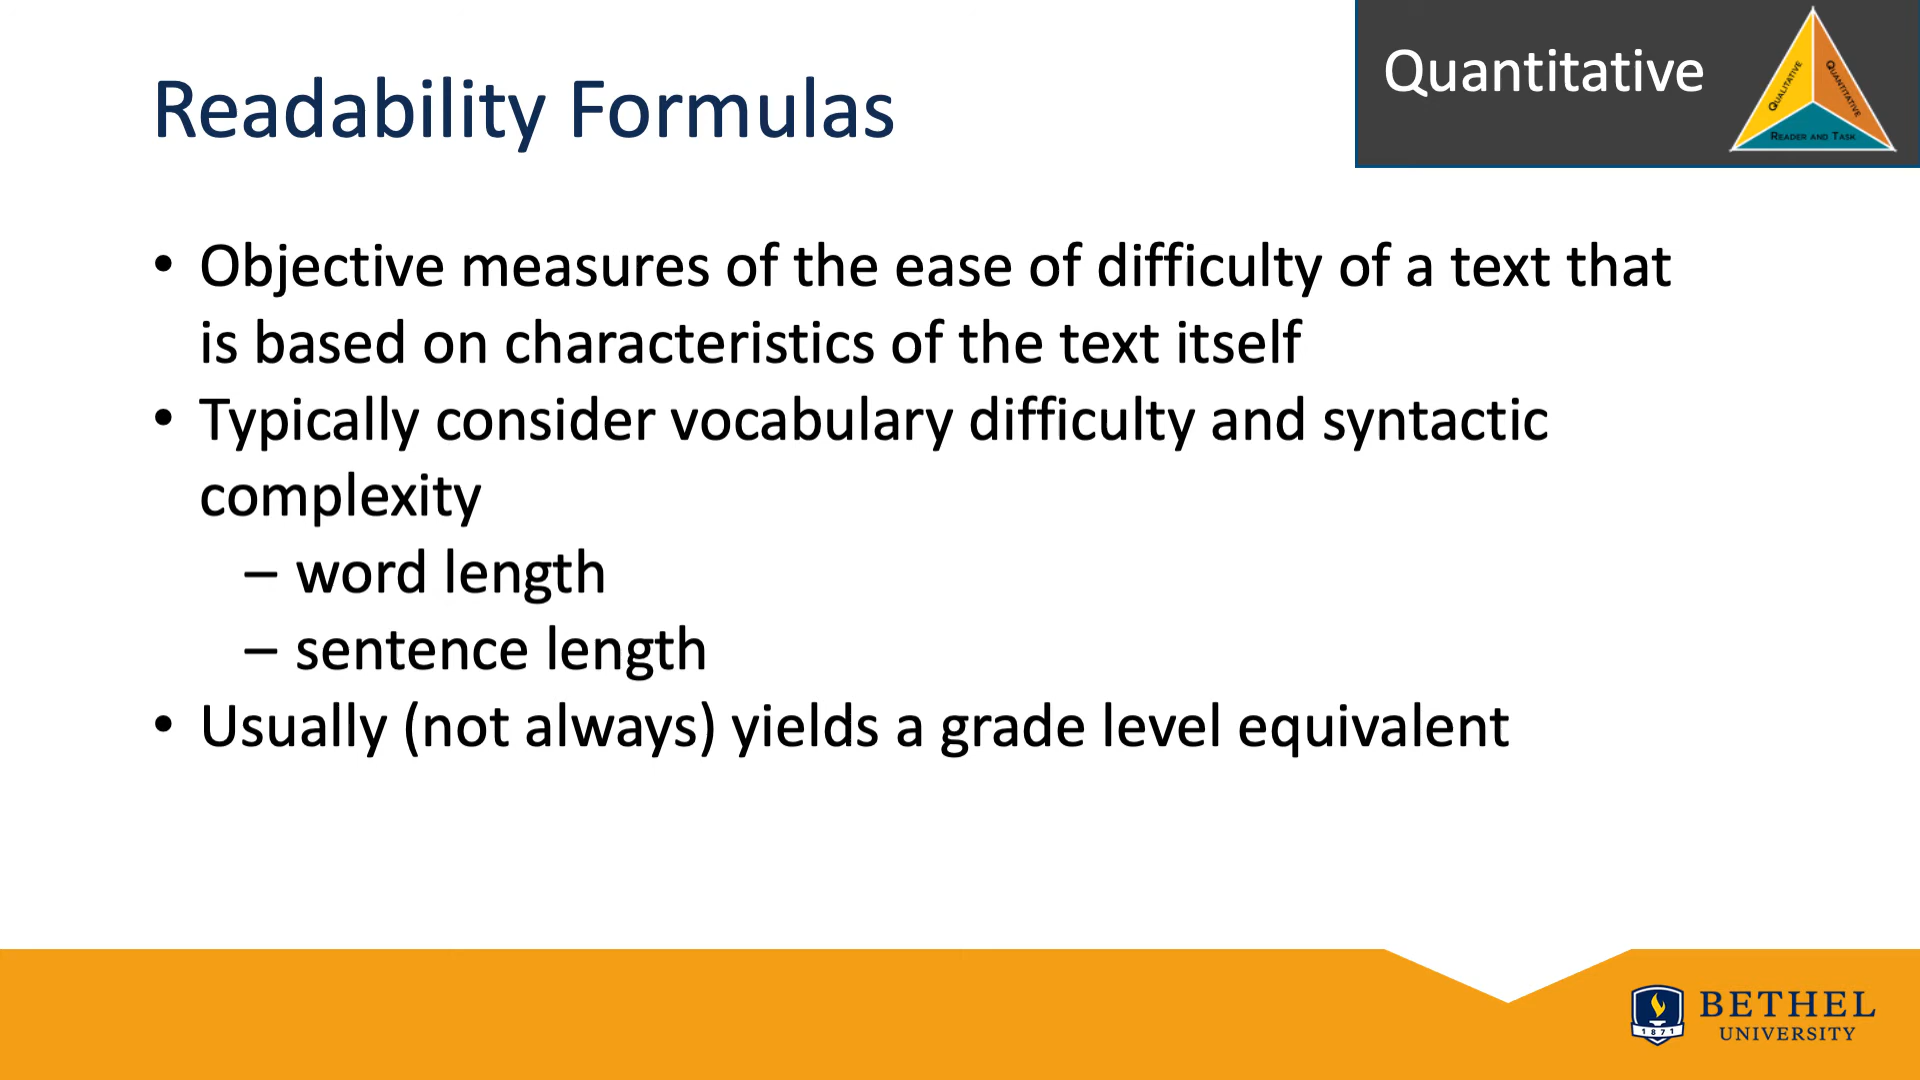 Quantitative
QUALITATIVE
QUANTITATIVE
READER AND TASK
Readability Formulas
• Objective measures of the ease of difficulty of a text that
is based on characteristics of the text itself
• Typically consider vocabulary difficulty and syntactic
complexity
– word length
– sentence length
• Usually (not always) yields a grade level equivalent
1871
BETHEL
UNIVERSITY